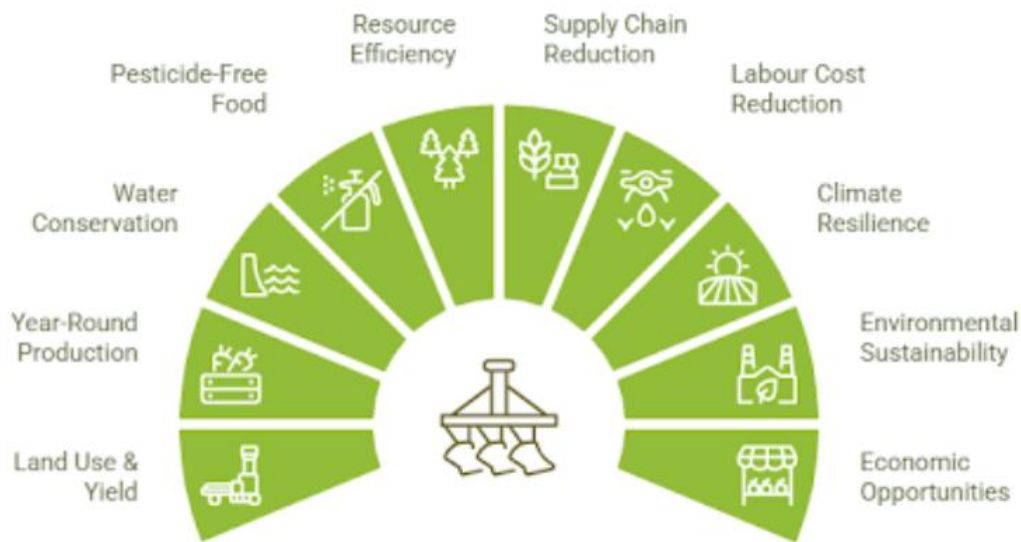 Resource
Efficiency
Supply Chain
Reduction
Pesticide-Free
Food
Labour Cost
Reduction
Water
Conservation
Climate
Resilience
Year-Round
Production
Environmental
Sustainability
Land Use &
Yield
Economic
Opportunities